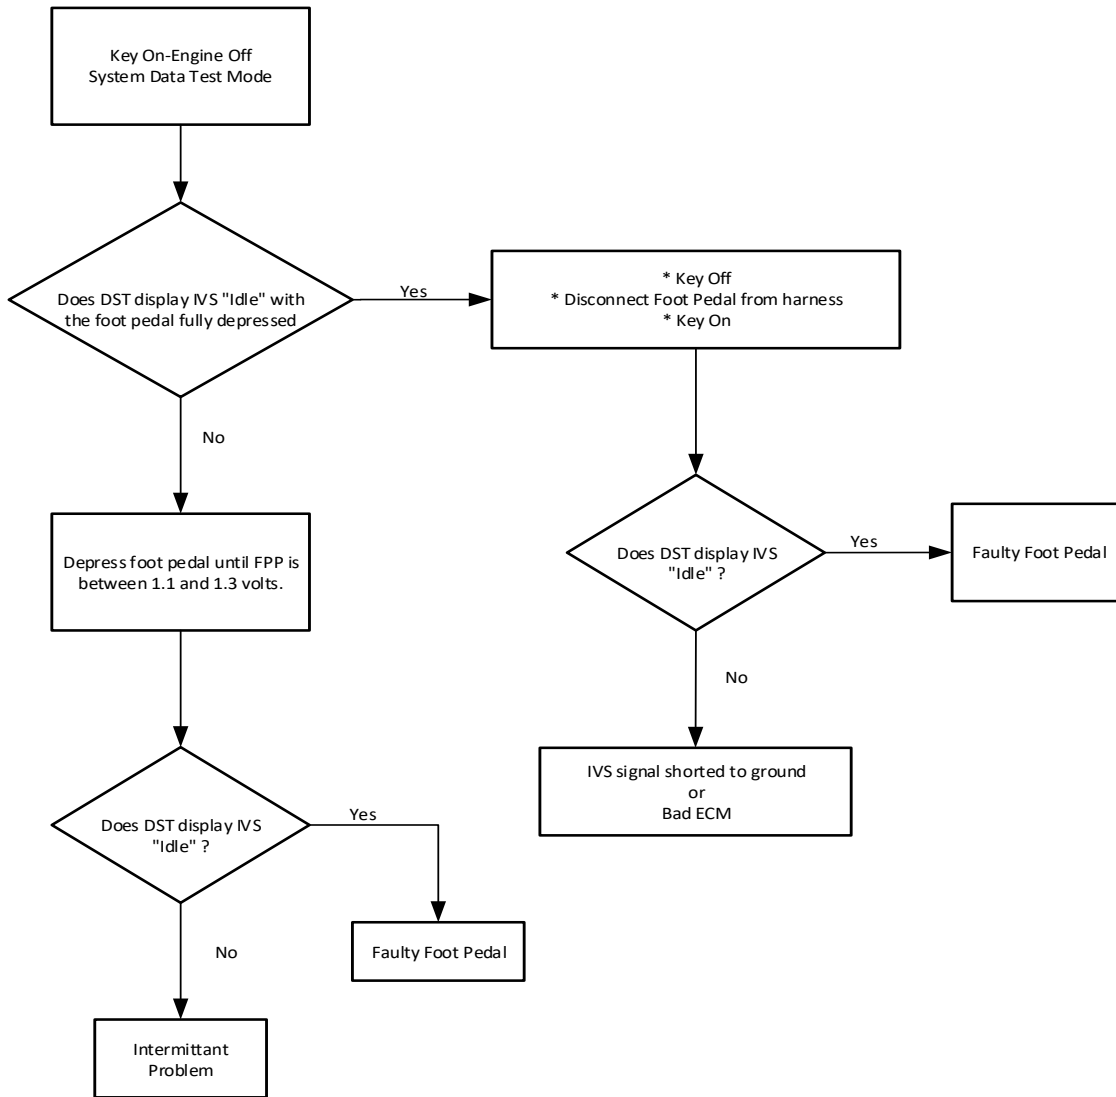 Key On-Engine Off
System Data Test Mode
Does DST display IVS "Idle" with
the foot pedal fully depressed
Yes
* Key Off
* Disconnect Foot Pedal from harness
* Key On
No
Depress foot pedal until FPP is
between 1.1 and 1.3 volts.
Does DST display IVS
"Idle" ?
Yes
Faulty Foot Pedal
No
IVS signal shorted to ground
or
Bad ECM
Does DST display IVS
"Idle" ?
Yes
Faulty Foot Pedal
No
Intermittant
Problem